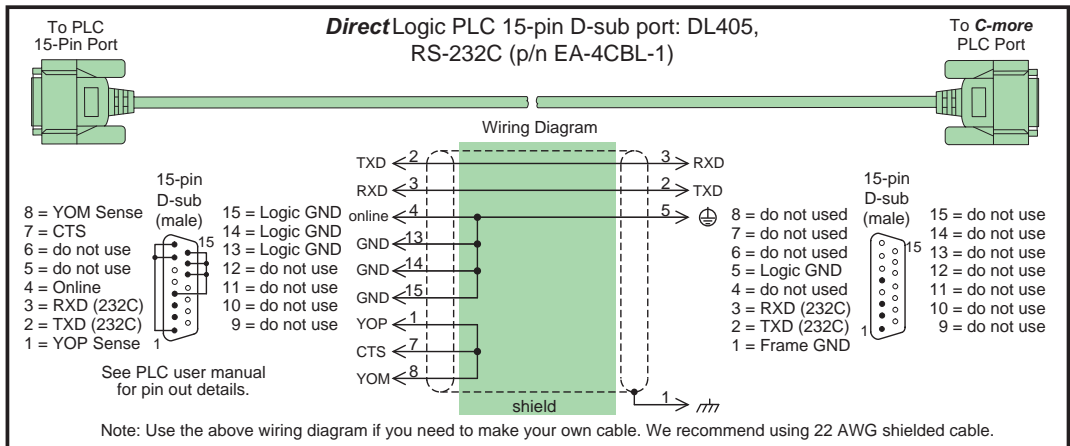 To PLC
15-Pin Port
DirectLogic PLC 15-pin D-sub port: DL405,
RS-232C (p/n EA-4CBL-1)
To C-more
PLC Port
Wiring Diagram
15-pin
D-sub
(male)
8 = YOM Sense
7 = CTS
6 = do not use
5 = do not use
4 = Online
3 = RXD (232C)
2 = TXD (232C)
1 = YOP Sense
15
1
15 = Logic GND
14 = Logic GND
13 = Logic GND
12 = do not use
11 = do not use
10 = do not use
9 = do not use
See PLC user manual
for pin out details.
TXD 2 3 RXD
RXD 3 2 TXD
online 4 5
GND 13
GND 14
GND 15
YOP 1
CTS 7
YOM 8
shield
1
15-pin
D-sub
(male)
8 = do not used
7 = do not used
6 = do not used
5 = Logic GND
4 = do not used
3 = RXD (232C)
2 = TXD (232C)
1 = Frame GND
15
1
15 = do not use
14 = do not use
13 = do not use
12 = do not use
11 = do not use
10 = do not use
9 = do not use
Note: Use the above wiring diagram if you need to make your own cable. We recommend using 22 AWG shielded cable.